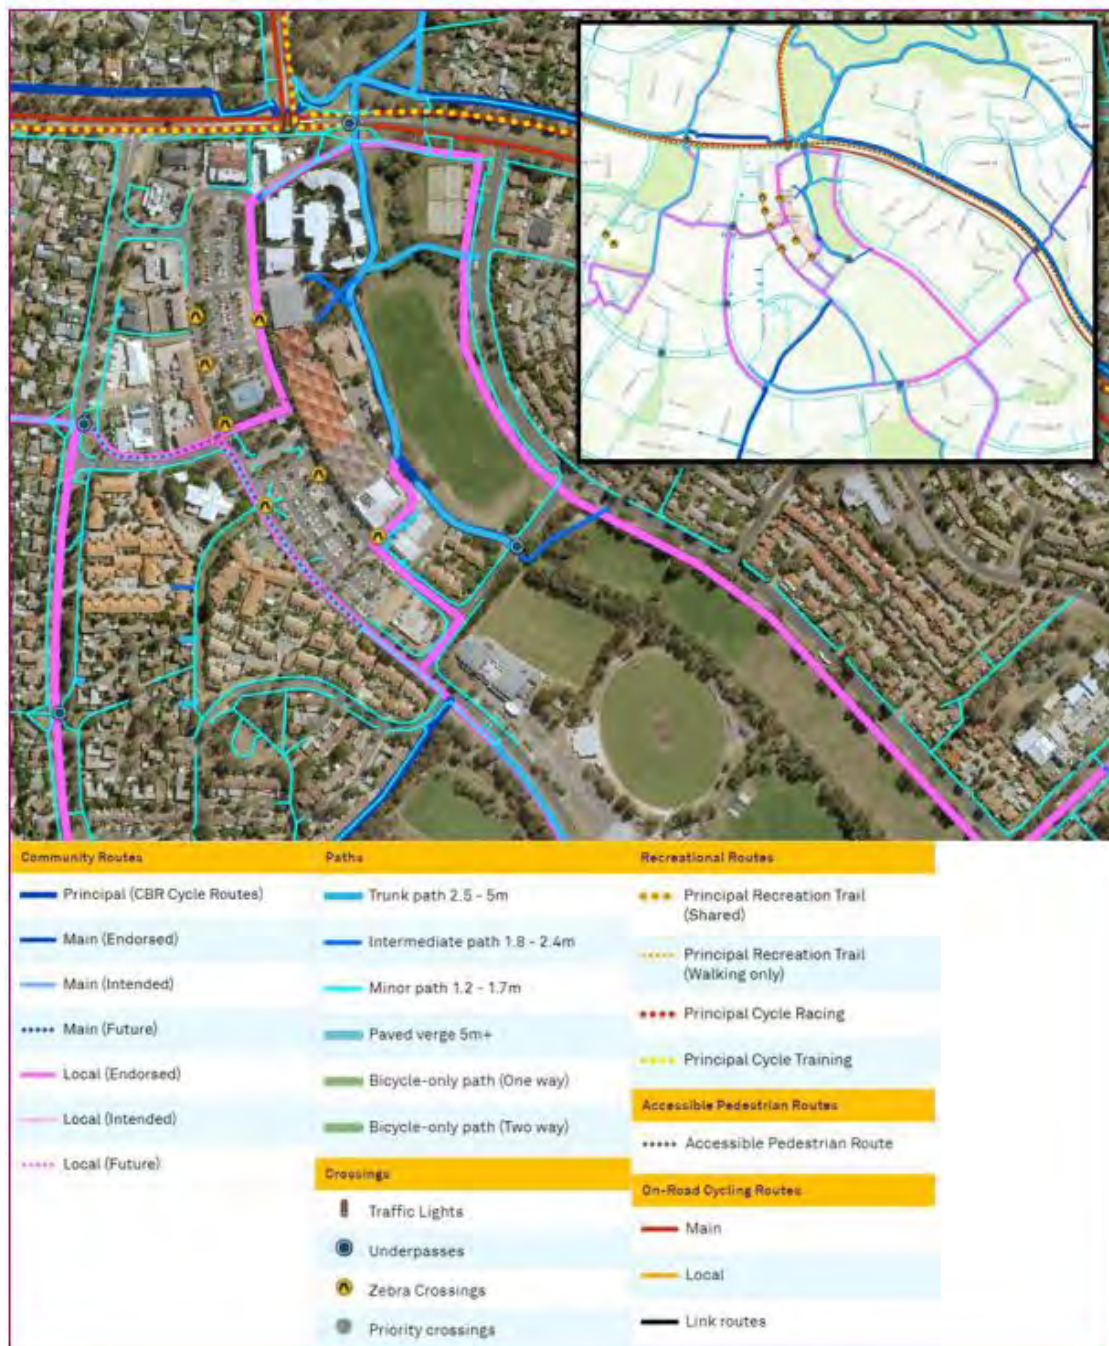 Community Routes
Principal (CBR Cycle Routes)
Main (Endorsed)
Main (Intended)
Main (Future)
Local (Endorsed)
Local (Intended)
Local (Future)
Paths
Trunk path 2.5 - 5m
Intermediate path 1.8 - 2.4m
Minor path 1.2 - 1.7m
Paved verge 5m+
Bicycle-only path (One way)
Bicycle-only path (Two way)
Crossings
Traffic Lights
Underpasses
Zebra Crossings
Priority crossings
Recreational Routes
Principal Recreation Trail
(Shared)
Principal Recreation Trail
(Walking only)
Principal Cycle Racing
Principal Cycle Training
Accessible Pedestrian Routes
Accessible Pedestrian Route
On-Road Cycling Routes
Main
Local
Link routes